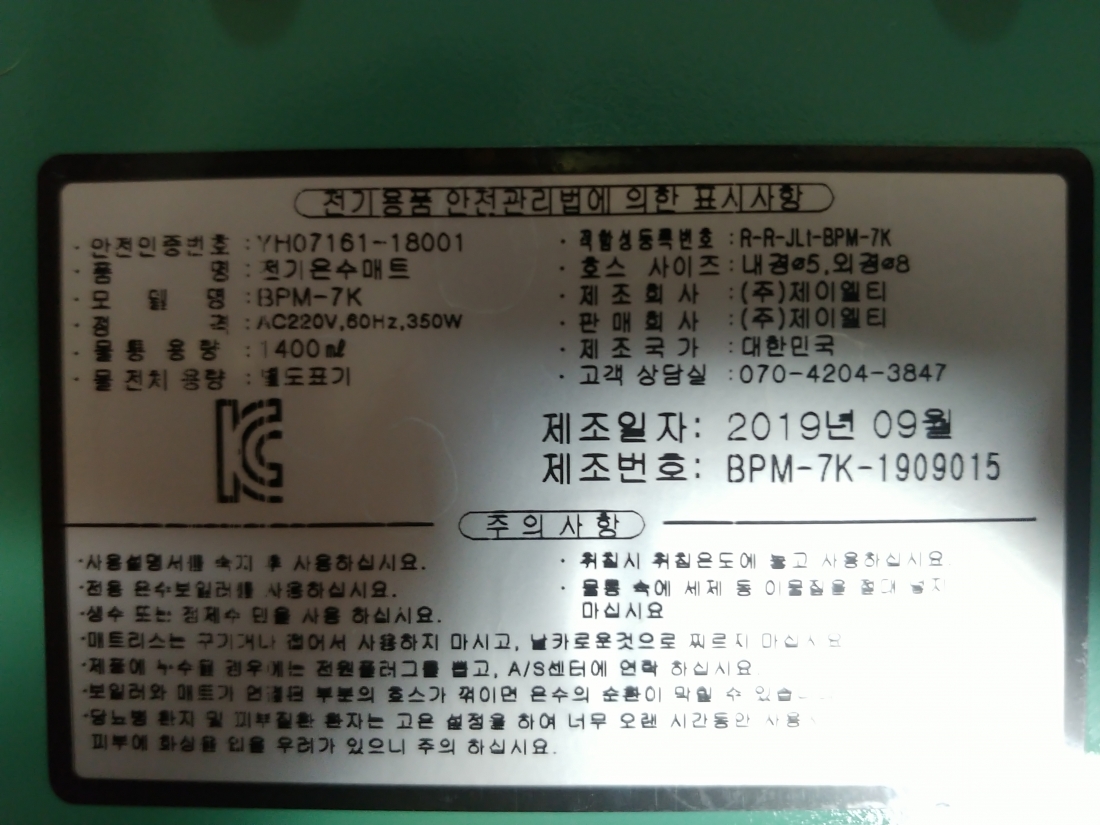 전기용품 안전관리법에 의한 표시사항
· 안전인증번호 : YH07161-18001
· 품 명 : 전기온수매트
· 모 델 명 : BPM-7K
· 정 격 : AC220V,60Hz,350W
· 물 통 용 량 : 1400㎖
· 물 전치 용량 : 별도표기
· 적합성등록번호 : R-R-JLt-BPM-7K
· 호스 사이즈 : 내경ø5,외경ø8
· 제 조 회 사 : (주)제이엘티
· 판 매 회 사 : (주)제이엘티
· 제 조 국 가 : 대한민국
· 고객 상담실 : 070-4204-3847
제조일자: 2019년 09월
제조번호: BPM-7K-1909015
주 의 사 항
·사용설명서를 숙지 후 사용하십시요.
·전용 온수보일러를 사용하십시요.
·생수 또는 정제수 만을 사용 하십시요.
· 취침시 취침온도에 놓고 사용하십시요.
· 물통 속에 세제 등 이물질을 절대 넣지
마십시요
·매트리스는 구기거나 접어서 사용하지 마시고, 날카로운것으로 찌르지 마십시요
·제품에 누수될 경우에는 전원플러그를 뽑고, A/S센터에 연락 하십시요
·보일러와 매트가 연결된 부분의 호스가 꺾이면 온수의 순환이 막힐 수 있습
·당뇨병 환자 및 피부질환 환자는 고온 설정을 하여 너무 오랜 시간동안 사용
피부에 화상을 입을 우려가 있으니 주의 하십시요.